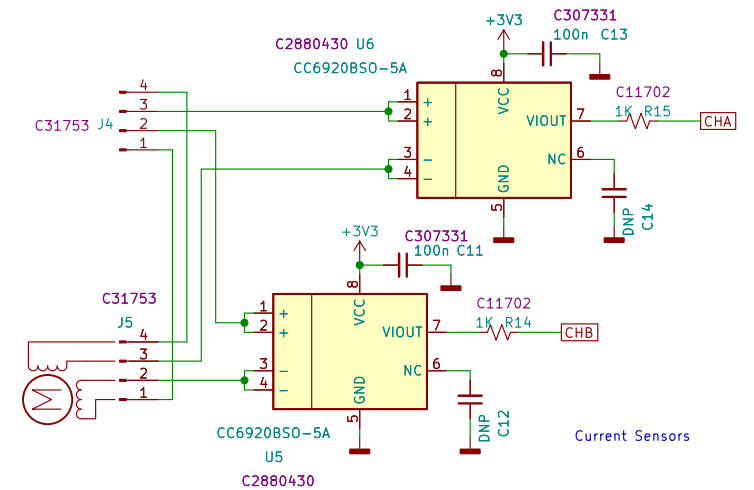 +3V3
C307331
100n C13
C2880430 U6
CC6920BSO-5A
8
VCC
1
+
2
+
3
−
4
−
VIOUT
7
NC
6
GND
5
C11702
1K R15
CHA
DNP
C14
4
3
2
1
C31753 J4
+3V3
C307331
100n C11
8
VCC
1
+
2
+
3
−
4
−
VIOUT
7
NC
6
GND
5
C11702
1K R14
CHB
DNP
C12
C31753
J5
4
3
2
1
M
CC6920BSO-5A
U5
C2880430
Current Sensors